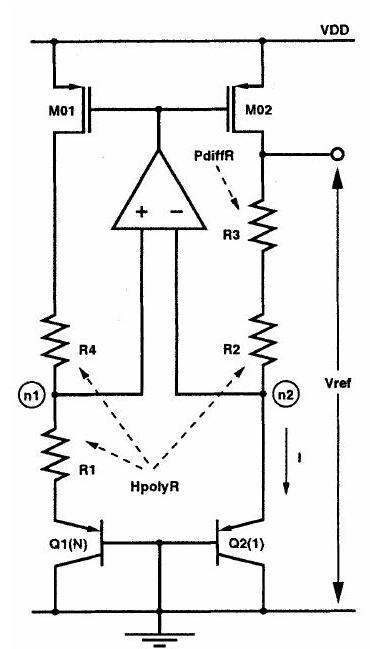 VDD
M01
M02
PdiffR
+
−
R3
R4
R2
n1
n2
Vref
R1
I
HpolyR
Q1(N)
Q2(1)